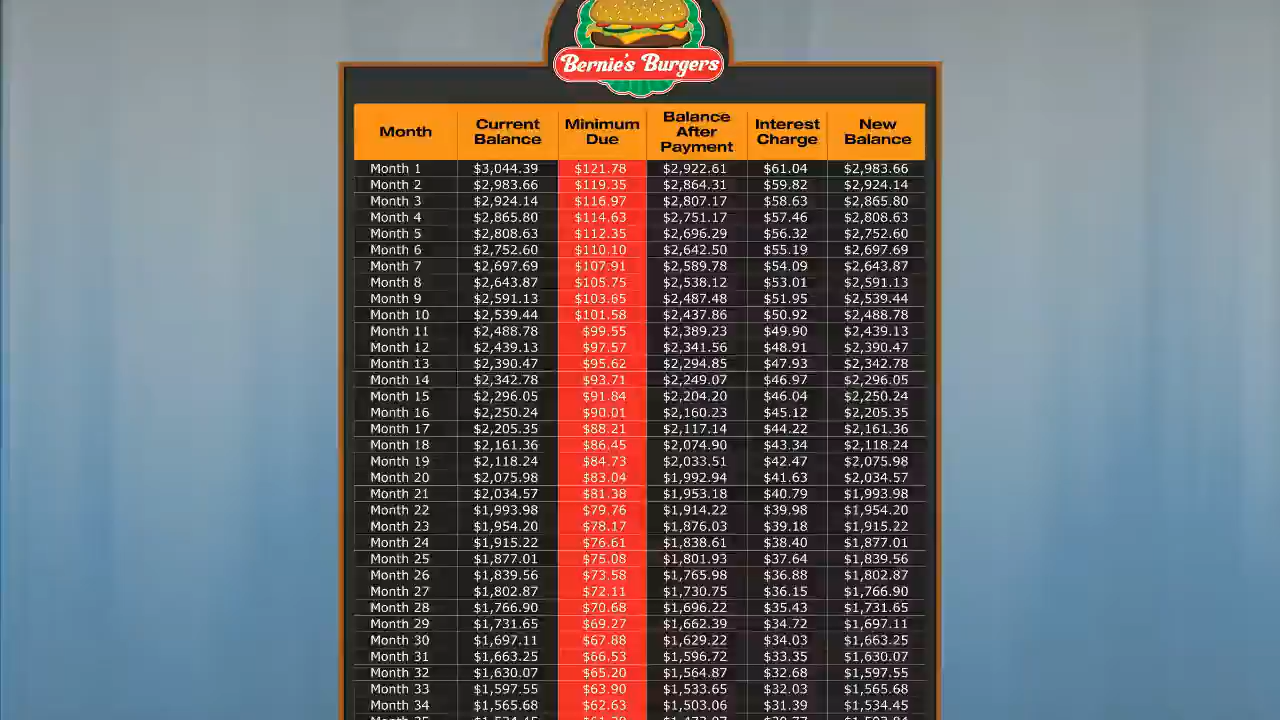 Bernie's Burgers
Month Current Balance Minimum Due Balance After Payment Interest Charge New Balance
Month 1 $3,044.39 $121.78 $2,922.61 $61.04 $2,983.66
Month 2 $2,983.66 $119.35 $2,864.31 $59.82 $2,924.14
Month 3 $2,924.14 $116.97 $2,807.17 $58.63 $2,865.80
Month 4 $2,865.80 $114.63 $2,751.17 $57.46 $2,808.63
Month 5 $2,808.63 $112.35 $2,696.29 $56.32 $2,752.60
Month 6 $2,752.60 $110.10 $2,642.50 $55.19 $2,697.69
Month 7 $2,697.69 $107.91 $2,589.78 $54.09 $2,643.87
Month 8 $2,643.87 $105.75 $2,538.12 $53.01 $2,591.13
Month 9 $2,591.13 $103.65 $2,487.48 $51.95 $2,539.44
Month 10 $2,539.44 $101.58 $2,437.86 $50.92 $2,488.78
Month 11 $2,488.78 $99.55 $2,389.23 $49.90 $2,439.13
Month 12 $2,439.13 $97.57 $2,341.56 $48.91 $2,390.47
Month 13 $2,390.47 $95.62 $2,294.85 $47.93 $2,342.78
Month 14 $2,342.78 $93.71 $2,249.07 $46.97 $2,296.05
Month 15 $2,296.05 $91.84 $2,204.20 $46.04 $2,250.24
Month 16 $2,250.24 $90.01 $2,160.23 $45.12 $2,205.35
Month 17 $2,205.35 $88.21 $2,117.14 $44.22 $2,161.36
Month 18 $2,161.36 $86.45 $2,074.90 $43.34 $2,118.24
Month 19 $2,118.24 $84.73 $2,033.51 $42.47 $2,075.98
Month 20 $2,075.98 $83.04 $1,992.94 $41.63 $2,034.57
Month 21 $2,034.57 $81.38 $1,953.18 $40.79 $1,993.98
Month 22 $1,993.98 $79.76 $1,914.22 $39.98 $1,954.20
Month 23 $1,954.20 $78.17 $1,876.03 $39.18 $1,915.22
Month 24 $1,915.22 $76.61 $1,838.61 $38.40 $1,877.01
Month 25 $1,877.01 $75.08 $1,801.93 $37.64 $1,839.56
Month 26 $1,839.56 $73.58 $1,765.98 $36.88 $1,802.87
Month 27 $1,802.87 $72.11 $1,730.75 $36.15 $1,766.90
Month 28 $1,766.90 $70.68 $1,696.22 $35.43 $1,731.65
Month 29 $1,731.65 $69.27 $1,662.39 $34.72 $1,697.11
Month 30 $1,697.11 $67.88 $1,629.22 $34.03 $1,663.25
Month 31 $1,663.25 $66.53 $1,596.72 $33.35 $1,630.07
Month 32 $1,630.07 $65.20 $1,564.87 $32.68 $1,597.55
Month 33 $1,597.55 $63.90 $1,533.65 $32.03 $1,565.68
Month 34 $1,565.68 $62.63 $1,503.06 $31.39 $1,534.45